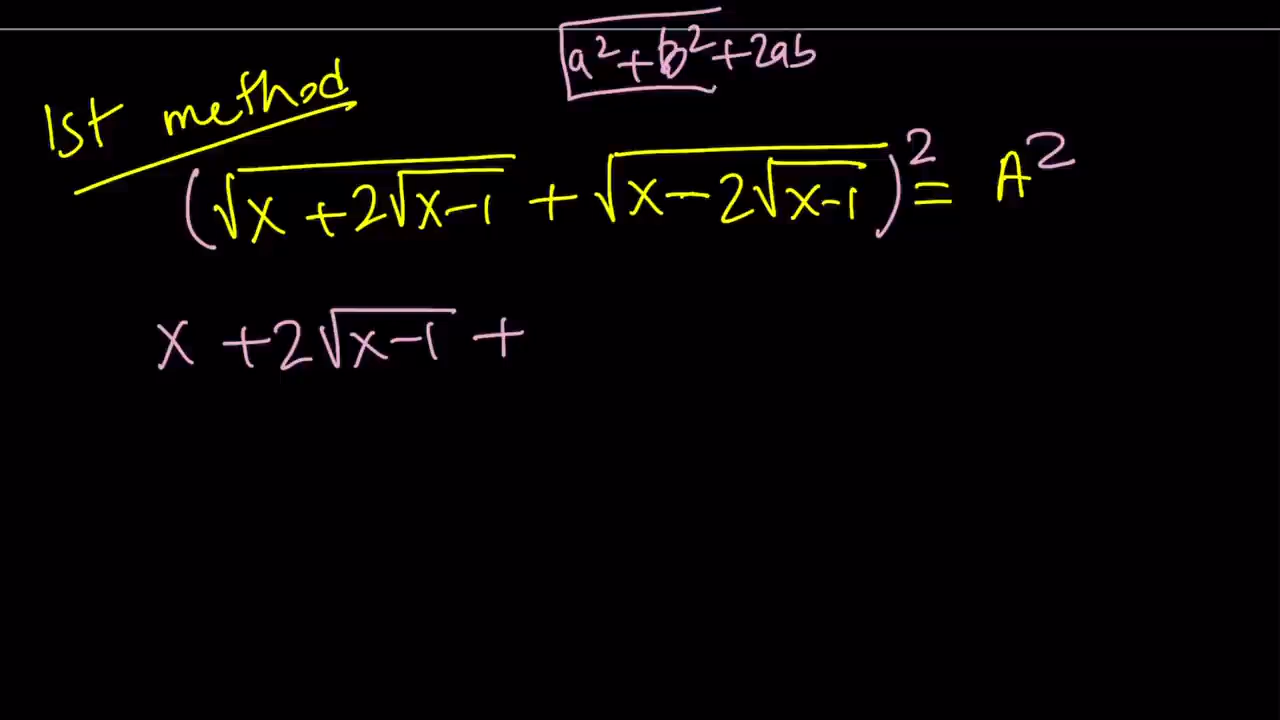 a²+b²+2ab
1st method
(√(x+2√(x-1)) + √(x-2√(x-1)))² = A²
x+2√(x-1) +